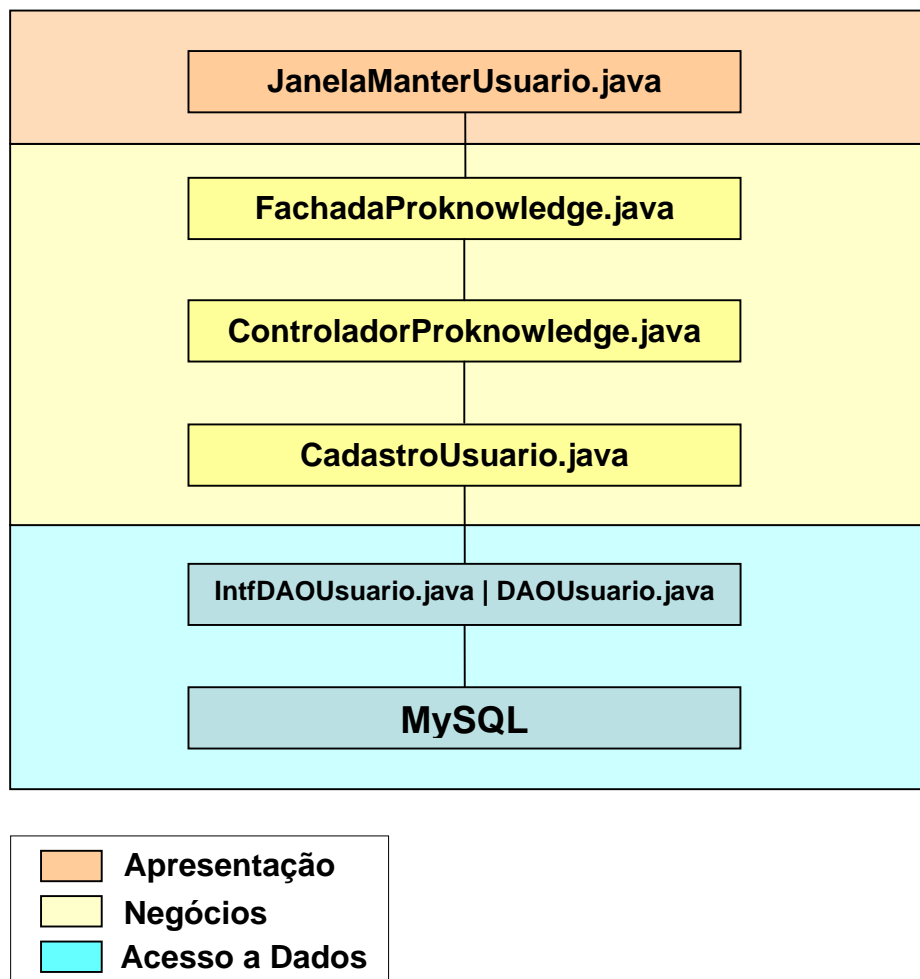 JanelaManterUsuario.java
FachadaProknowledge.java
ControladorProknowledge.java
CadastroUsuario.java
IntfDAOUsuario.java | DAOUsuario.java
MySQL
Apresentação
Negócios
Acesso a Dados